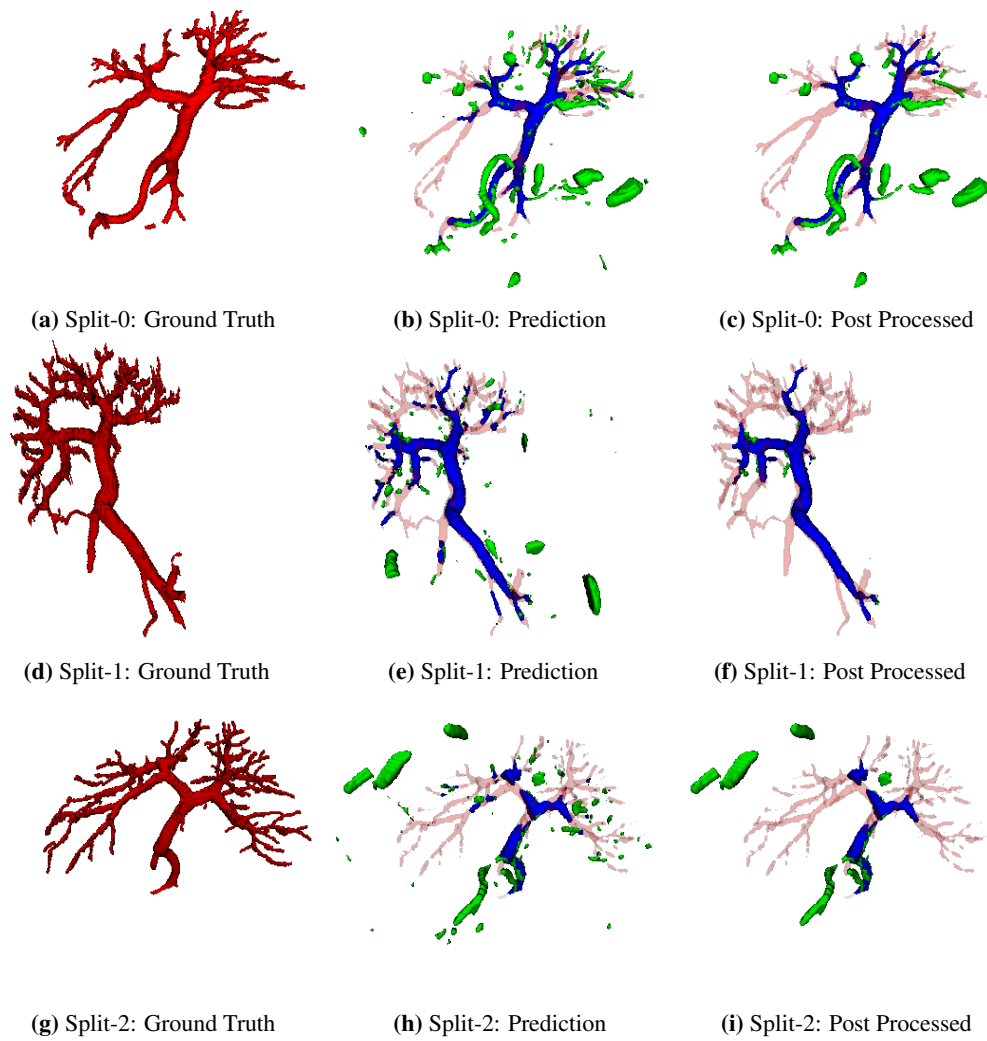 (a) Split-0: Ground Truth
(b) Split-0: Prediction
(c) Split-0: Post Processed
(d) Split-1: Ground Truth
(e) Split-1: Prediction
(f) Split-1: Post Processed
(g) Split-2: Ground Truth
(h) Split-2: Prediction
(i) Split-2: Post Processed